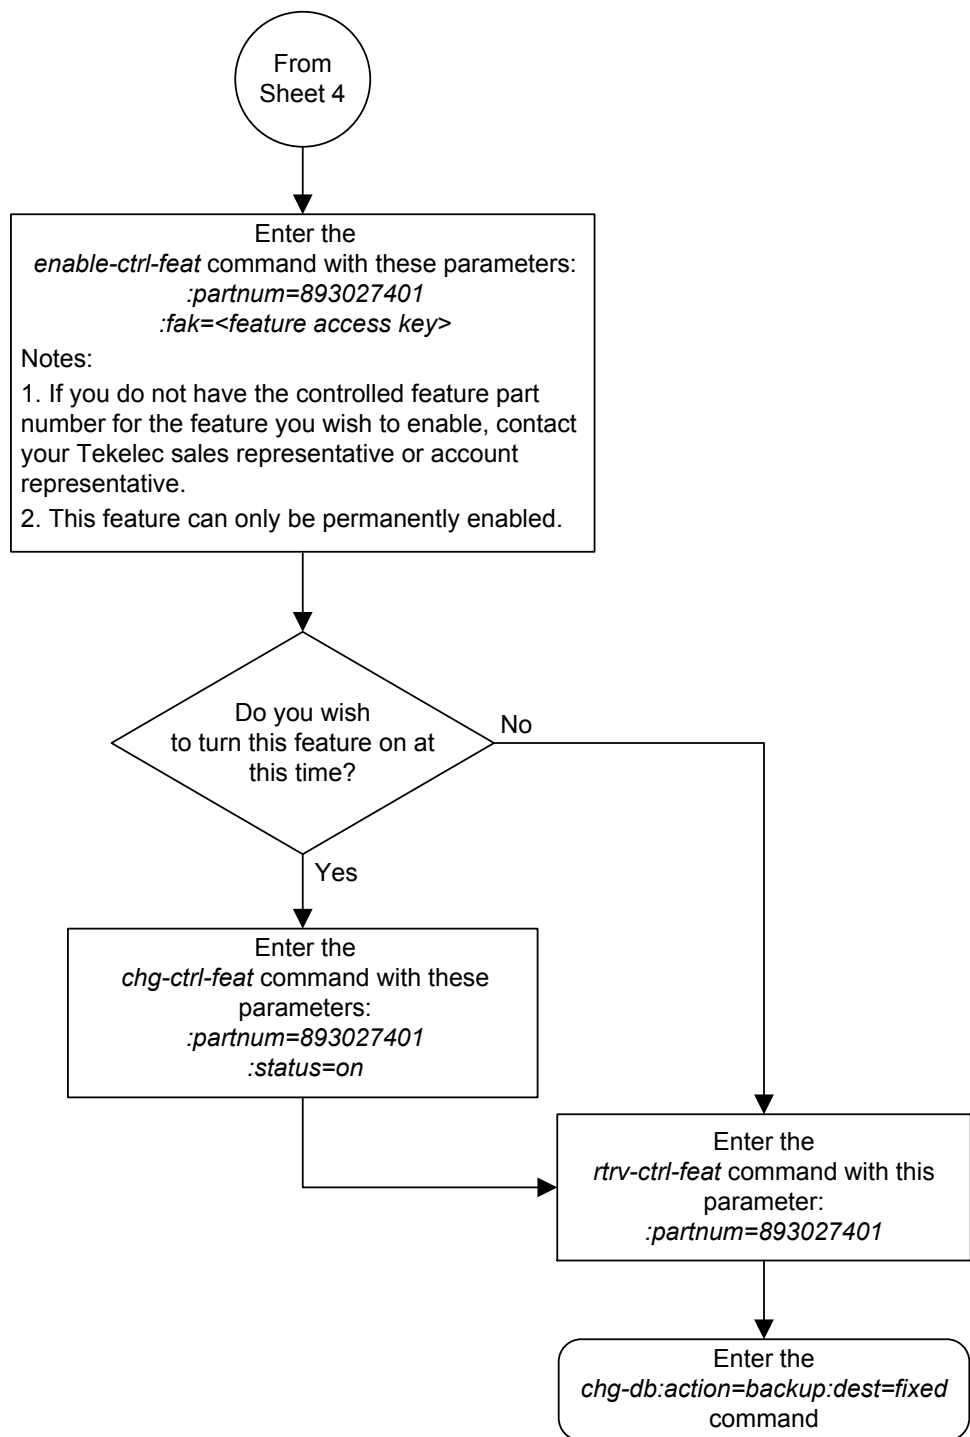 From
Sheet 4
Enter the
enable-ctrl-feat command with these parameters:
:partnum=893027401
:fak=<feature access key>
Notes:
1. If you do not have the controlled feature part
number for the feature you wish to enable, contact
your Tekelec sales representative or account
representative.
2. This feature can only be permanently enabled.
Do you wish
to turn this feature on at
this time?
No
Yes
Enter the
chg-ctrl-feat command with these
parameters:
:partnum=893027401
:status=on
Enter the
rtrv-ctrl-feat command with this
parameter:
:partnum=893027401
Enter the
chg-db:action=backup:dest=fixed
command